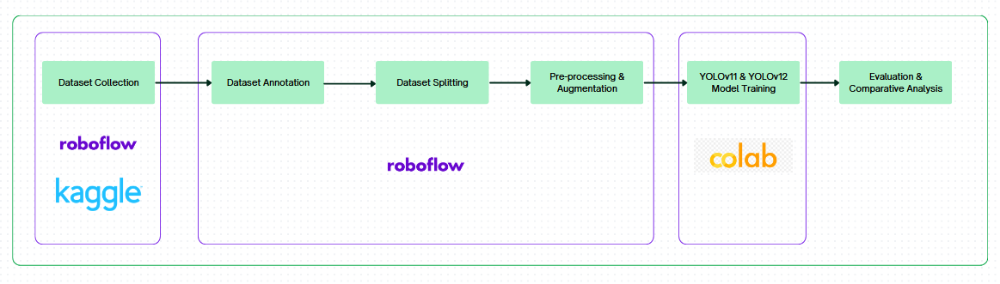 Dataset Collection
Dataset Annotation
Dataset Splitting
Pre-processing &
Augmentation
YOLOv11 & YOLOv12
Model Training
Evaluation &
Comparative Analysis
roboflow
kaggle
roboflow
colab